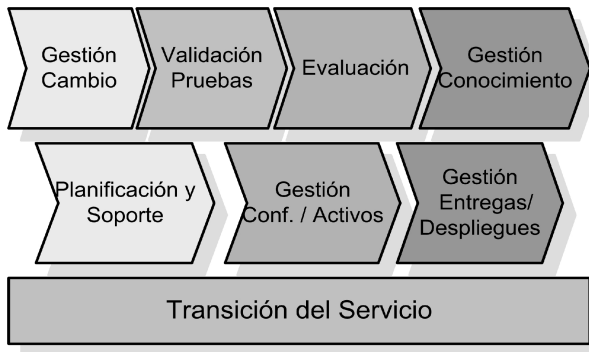 Gestión
Cambio
Validación
Pruebas
Evaluación
Gestión
Conocimiento
Planificación y
Soporte
Gestión
Conf. / Activos
Gestión
Entregas/
Despliegues
Transición del Servicio